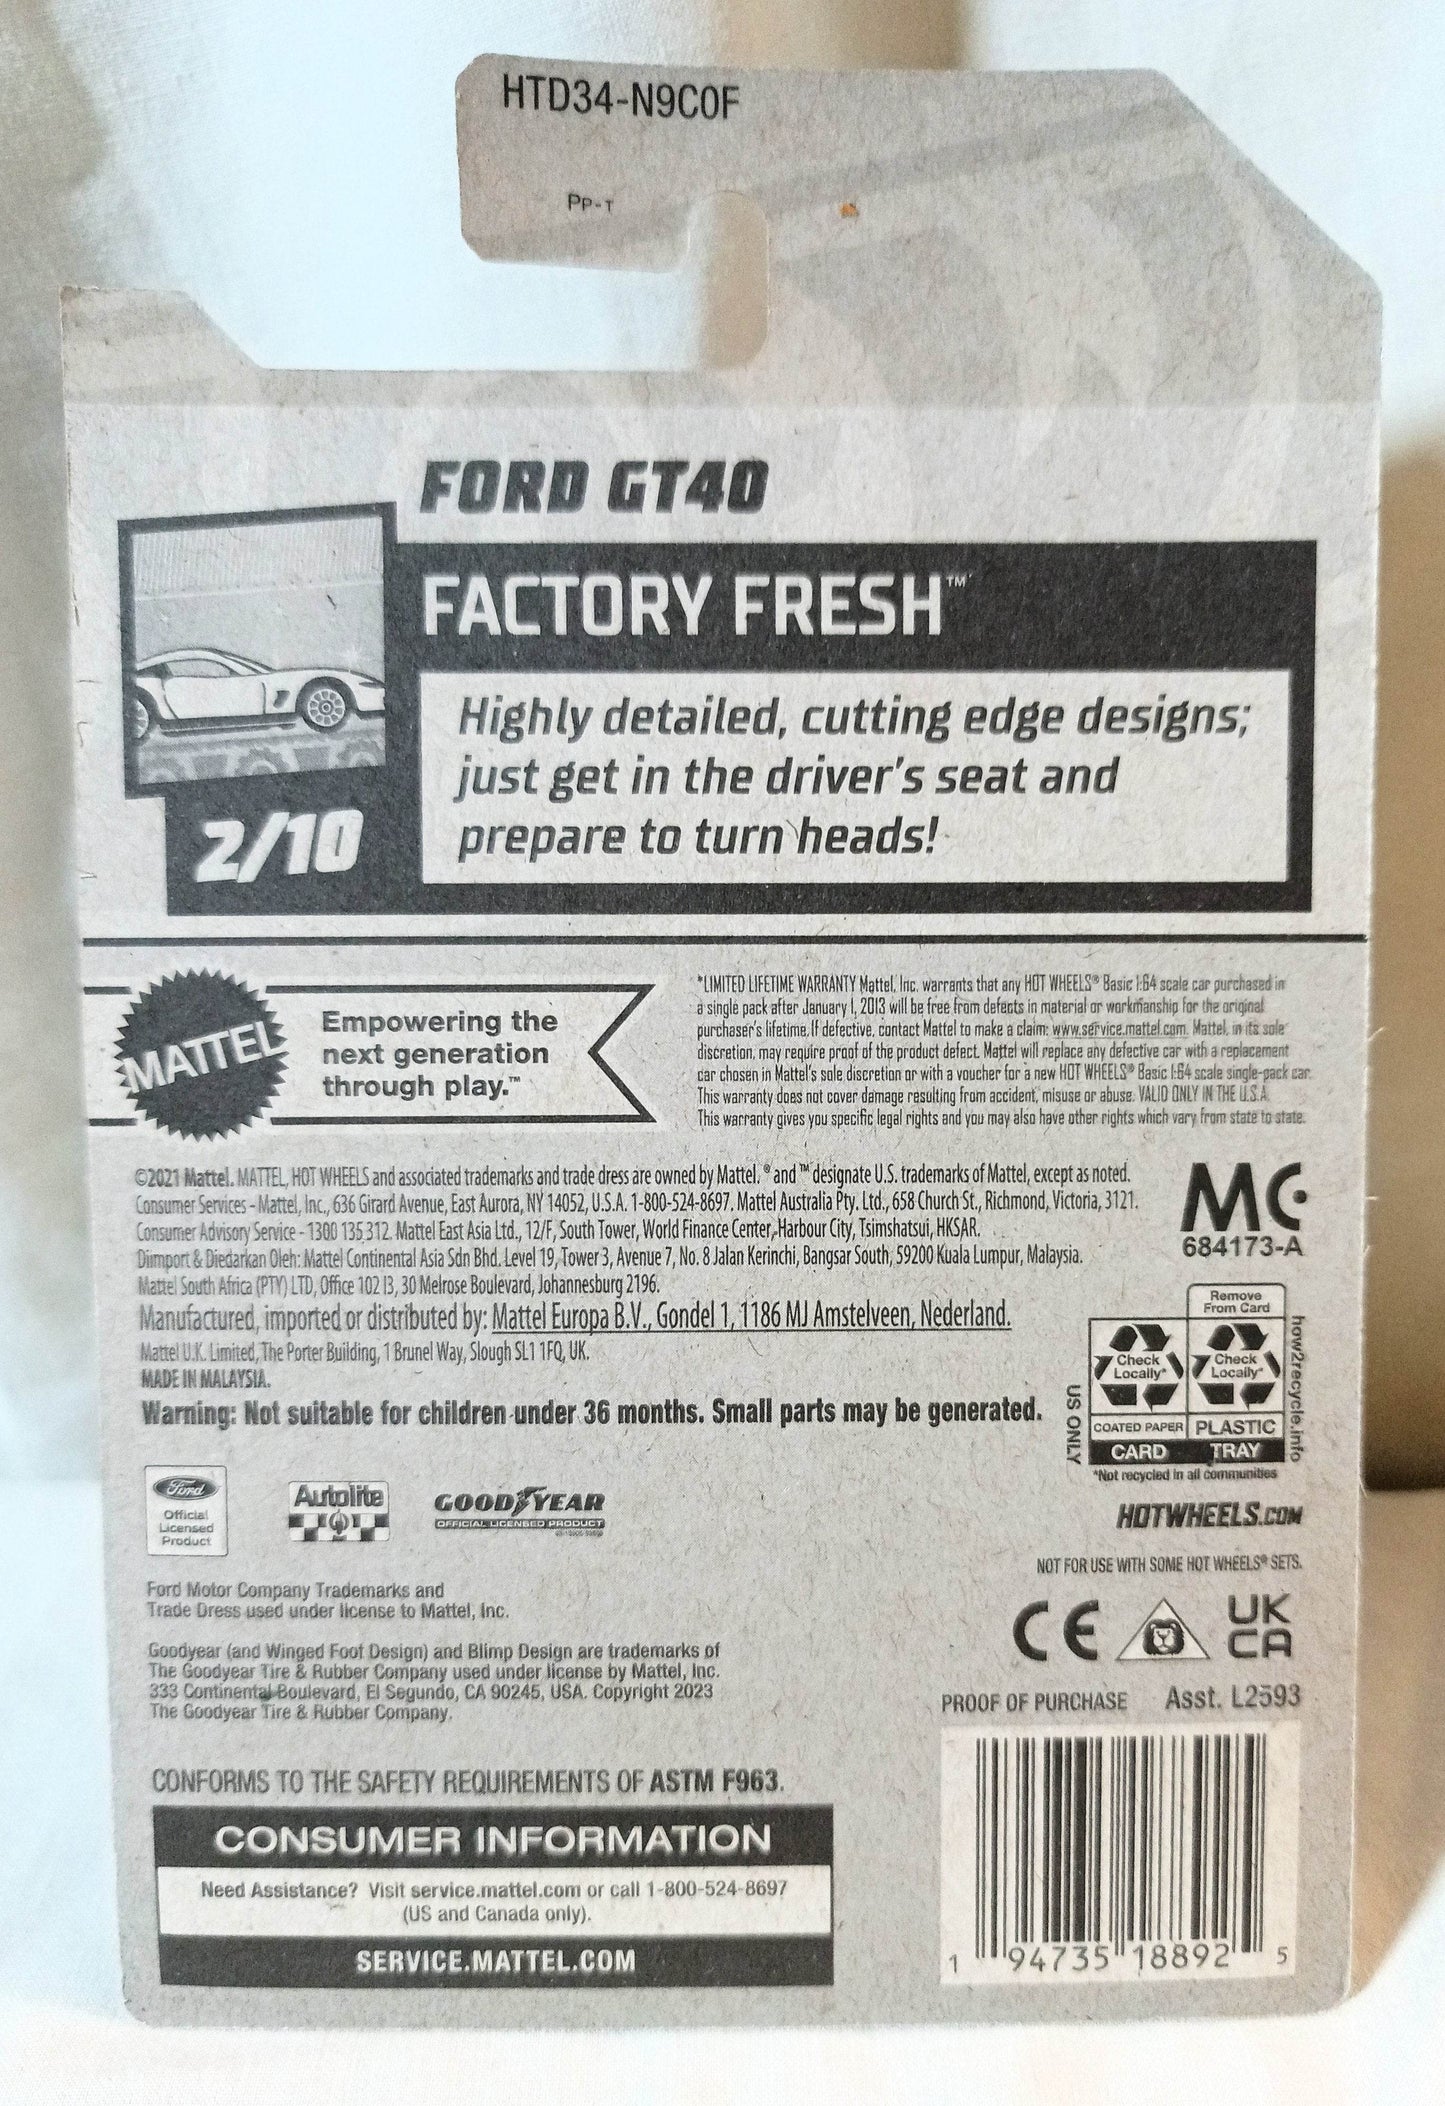 HTD34-N9C0F
PP-T
FORD GT40
FACTORY FRESH™
Highly detailed, cutting edge designs;
just get in the driver's seat and
prepare to turn heads!
2/10
MATTEL
Empowering the
next generation
through play.™
*LIMITED LIFETIME WARRANTY Mattel, Inc. warrants that any HOT WHEELS® Basic 1:64 scale car purchased in
a single pack after January 1, 2013 will be free from defects in material or workmanship for the original
purchaser's lifetime. If defective, contact Mattel to make a claim: www.service.mattel.com. Mattel, in its sole
discretion, may require proof of the product defect. Mattel will replace any defective car with a replacement
car chosen in Mattel's sole discretion or with a voucher for a new HOT WHEELS® Basic 1:64 scale single-pack car.
This warranty does not cover damage resulting from accident, misuse or abuse. VALID ONLY IN THE U.S.A.
This warranty gives you specific legal rights and you may also have other rights which vary from state to state.
©2021 Mattel. MATTEL, HOT WHEELS and associated trademarks and trade dress are owned by Mattel. ® and ™ designate U.S. trademarks of Mattel, except as noted.
Consumer Services - Mattel, Inc., 636 Girard Avenue, East Aurora, NY 14052, U.S.A. 1-800-524-8697. Mattel Australia Pty. Ltd., 658 Church St., Richmond, Victoria, 3121.
Consumer Advisory Service - 1300 135 312. Mattel East Asia Ltd., 12/F, South Tower, World Finance Center, Harbour City, Tsimshatsui, HKSAR.
Diimport & Diedarkan Oleh: Mattel Continental Asia Sdn Bhd. Level 19, Tower 3, Avenue 7, No. 8 Jalan Kerinchi, Bangsar South, 59200 Kuala Lumpur, Malaysia.
Mattel South Africa (PTY) LTD, Office 102 I3, 30 Melrose Boulevard, Johannesburg 2196.
Manufactured, imported or distributed by: Mattel Europa B.V., Gondel 1, 1186 MJ Amstelveen, Nederland.
Mattel U.K. Limited, The Porter Building, 1 Brunel Way, Slough SL1 1FQ, UK.
MADE IN MALAYSIA.
Warning: Not suitable for children under 36 months. Small parts may be generated.
MC
684173-A
Remove
From Card
Check
Locally*
Check
Locally*
COATED PAPER
PLASTIC
CARD
TRAY
US ONLY
how2recycle.info
*Not recycled in all communities
HOTWHEELS.COM
NOT FOR USE WITH SOME HOT WHEELS® SETS.
Ford
Official
Licensed
Product
Autolite
GOODYEAR
OFFICIAL LICENSED PRODUCT
Ford Motor Company Trademarks and
Trade Dress used under license to Mattel, Inc.
Goodyear (and Winged Foot Design) and Blimp Design are trademarks of
The Goodyear Tire & Rubber Company used under license by Mattel, Inc.
333 Continental Boulevard, El Segundo, CA 90245, USA. Copyright 2023
The Goodyear Tire & Rubber Company.
CE
UK
CA
PROOF OF PURCHASE Asst. L2593
CONFORMS TO THE SAFETY REQUIREMENTS OF ASTM F963.
CONSUMER INFORMATION
Need Assistance? Visit service.mattel.com or call 1-800-524-8697
(US and Canada only).
SERVICE.MATTEL.COM
1 94735 18892 5